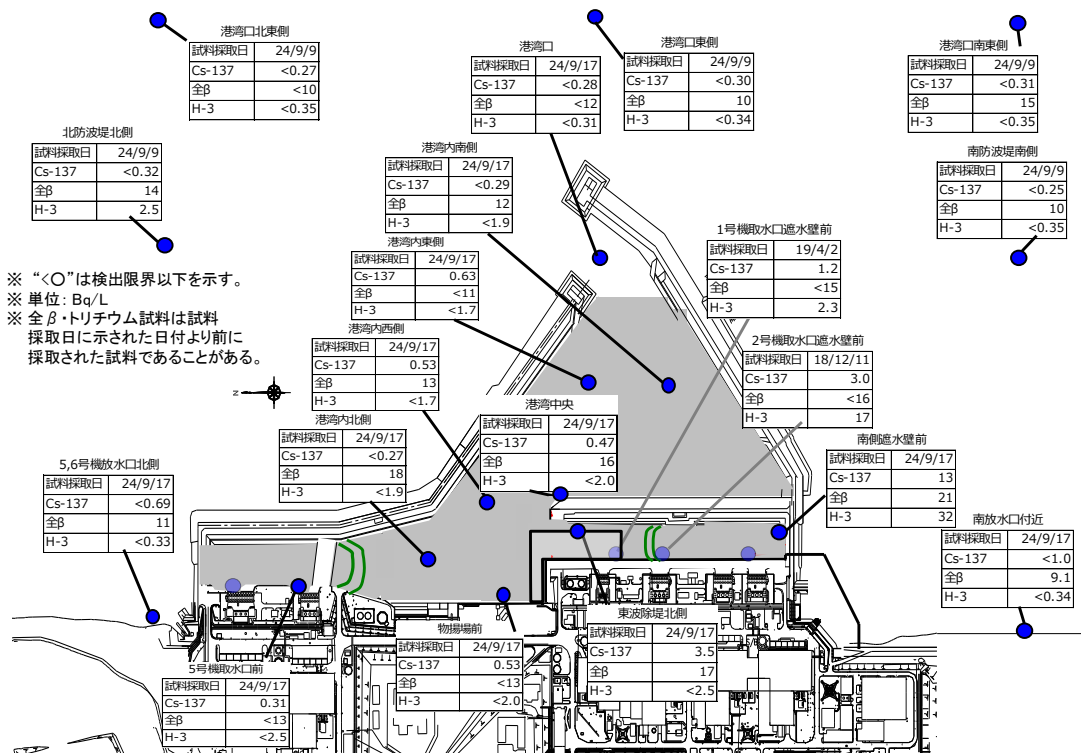 港湾口北東側
試料採取日 24/9/9
Cs-137 <0.27
全β <10
H-3 <0.35
港湾口
試料採取日 24/9/17
Cs-137 <0.28
全β <12
H-3 <0.31
港湾口東側
試料採取日 24/9/9
Cs-137 <0.30
全β 10
H-3 <0.34
港湾口南東側
試料採取日 24/9/9
Cs-137 <0.31
全β 15
H-3 <0.35
北防波堤北側
試料採取日 24/9/9
Cs-137 <0.32
全β 14
H-3 2.5
港湾内南側
試料採取日 24/9/17
Cs-137 <0.29
全β 12
H-3 <1.9
南防波堤南側
試料採取日 24/9/9
Cs-137 <0.25
全β 10
H-3 <0.35
港湾内東側
試料採取日 24/9/17
Cs-137 0.63
全β <11
H-3 <1.7
1号機取水口遮水壁前
試料採取日 19/4/2
Cs-137 1.2
全β <15
H-3 2.3
※ “<○”は検出限界以下を示す。
※ 単位: Bq/L
※ 全β・トリチウム試料は試料
採取日に示された日付より前に
採取された試料であることがある。
港湾内西側
試料採取日 24/9/17
Cs-137 0.53
全β 13
H-3 <1.7
2号機取水口遮水壁前
試料採取日 18/12/11
Cs-137 3.0
全β <16
H-3 17
N
港湾中央
試料採取日 24/9/17
Cs-137 0.47
全β 16
H-3 <2.0
港湾内北側
試料採取日 24/9/17
Cs-137 <0.27
全β 18
H-3 <1.9
南側遮水壁前
試料採取日 24/9/17
Cs-137 13
全β 21
H-3 32
5,6号機放水口北側
試料採取日 24/9/17
Cs-137 <0.69
全β 11
H-3 <0.33
南放水口付近
試料採取日 24/9/17
Cs-137 <1.0
全β 9.1
H-3 <0.34
東波除堤北側
試料採取日 24/9/17
Cs-137 3.5
全β 17
H-3 <2.5
物揚場前
試料採取日 24/9/17
Cs-137 0.53
全β <13
H-3 <2.0
5号機取水口前
試料採取日 24/9/17
Cs-137 0.31
全β <13
H-3 <2.5